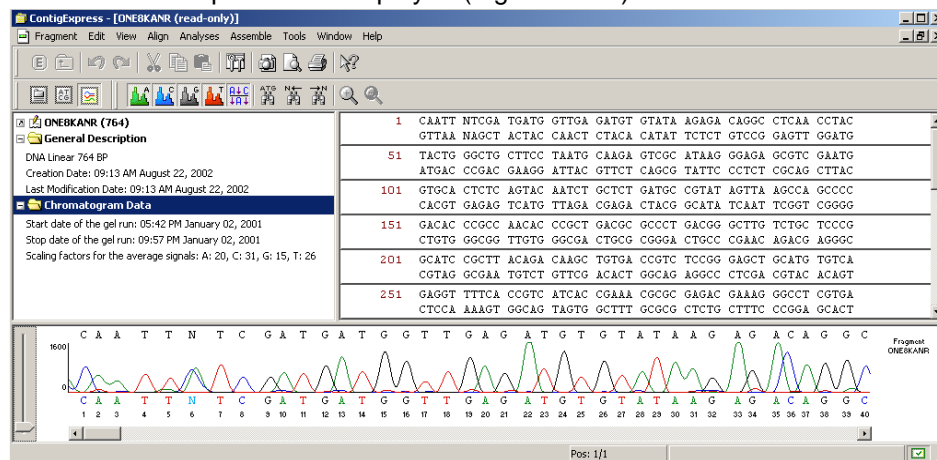 ContigExpress - [ONE8KANR (read-only)]
Fragment Edit View Align Analyses Assemble Tools Window Help
ONE8KANR (764)
General Description
DNA Linear 764 BP
Creation Date: 09:13 AM August 22, 2002
Last Modification Date: 09:13 AM August 22, 2002
Chromatogram Data
Start date of the gel run: 05:42 PM January 02, 2001
Stop date of the gel run: 09:57 PM January 02, 2001
Scaling factors for the average signals: A: 20, C: 31, G: 15, T: 26
1 CAATT NTCGA TGATG GTTGA GATGT GTATA AGAGA CAGGC CTCAA CCTAC
GTTAA NAGCT ACTAC CAACT CTACA CATAT TCTCT GTCCG GAGTT GGATG
51 TACTG GGCTG CTTCC TAATG CAAGA GTCGC ATAAG GGAGA GCGTC GAATG
ATGAC CCGAC GAAGG ATTAC GTTCT CAGCG TATTC CCTCT CGCAG CTTAC
101 GTGCA CTCTC AGTAC AATCT GCTCT GATGC CGTAT AGTTA AGCCA GCCCC
CACGT GAGAG TCATG TTAGA CGAGA CTACG GCATA TCAAT TCGGT CGGGG
151 GACAC CCGCC AACAC CCGCT GACGC GCCCT GACGG GCTTG TCTGC TCCCG
CTGTG GGCGG TTGTG GGCGA CTGCG CGGGA CTGCC CGAAC AGACG AGGGC
201 GCATC CGCTT ACAGA CAAGC TGTGA CCGTC TCCGG GAGCT GCATG TGTCA
CGTAG GCGAA TGTCT GTTCG ACACT GGCAG AGGCC CTCGA CGTAC ACAGT
251 GAGGT TTTCA CCGTC ATCAC CGAAA CGCGC GAGAC GAAAG GGCCT CGTGA
CTCCA AAAGT GGCAG TAGTG GCTTT GCGCG CTCTG CTTTC CCGGA GCACT
C A A T T N T C G A T G A T G G T T G A G A T G T G T A T A A G A G A C A G G C
1600
0
Fragment
ONE8KANR
C A A T T N T C G A T G A T G G T T G A G A T G T G T A T A A G A G A C A G G C
1 2 3 4 5 6 7 8 9 10 11 12 13 14 15 16 17 18 19 20 21 22 23 24 25 26 27 28 29 30 31 32 33 34 35 36 37 38 39 40
Pos: 1/1